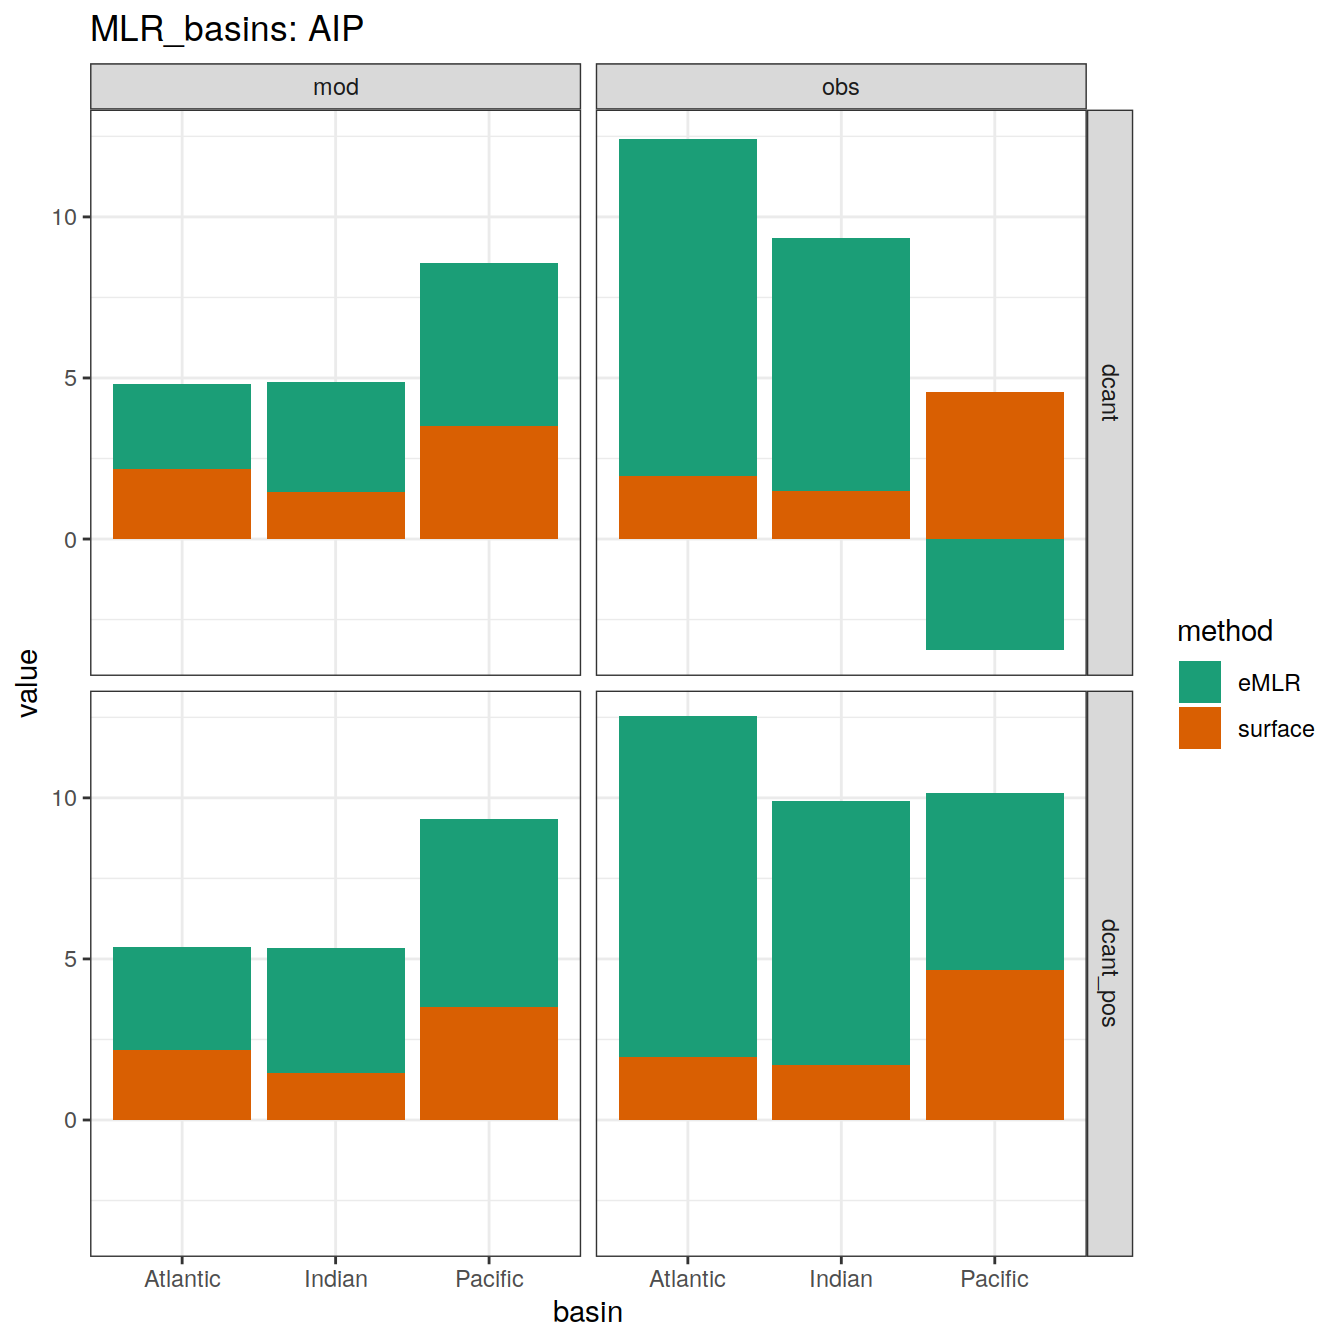 MLR_basins: AIP
mod
obs
10
5
0
dcant
10
5
0
dcant_pos
value
Atlantic
Indian
Pacific
Atlantic
Indian
Pacific
basin
method
eMLR
surface